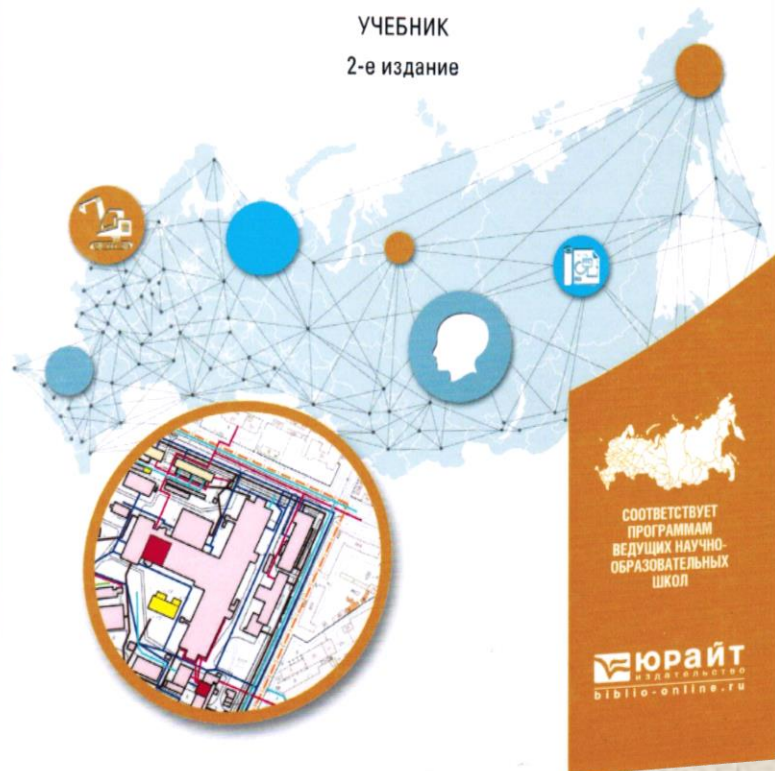 УЧЕБНИК
2-е издание
СООТВЕТСТВУЕТ
ПРОГРАММАМ
ВЕДУЩИХ НАУЧНО-
ОБРАЗОВАТЕЛЬНЫХ
ШКОЛ
юрайт
издательство
biblio-online.ru